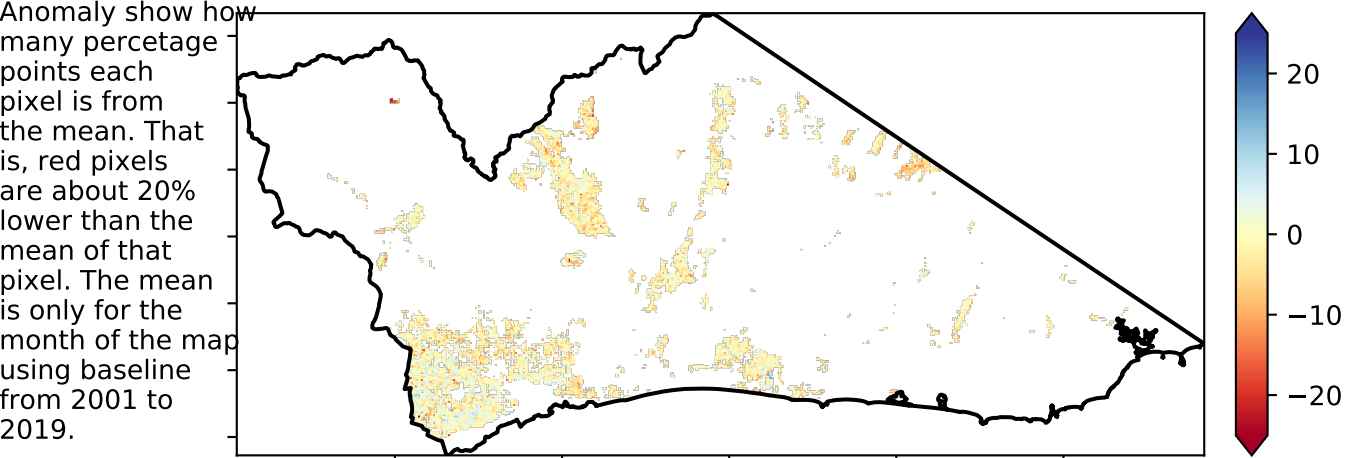 Anomaly show how
many percetage
points each
pixel is from
the mean. That
is, red pixels
are about 20%
lower than the
mean of that
pixel. The mean
is only for the
month of the map
using baseline
from 2001 to
2019.
20
10
0
−10
−20